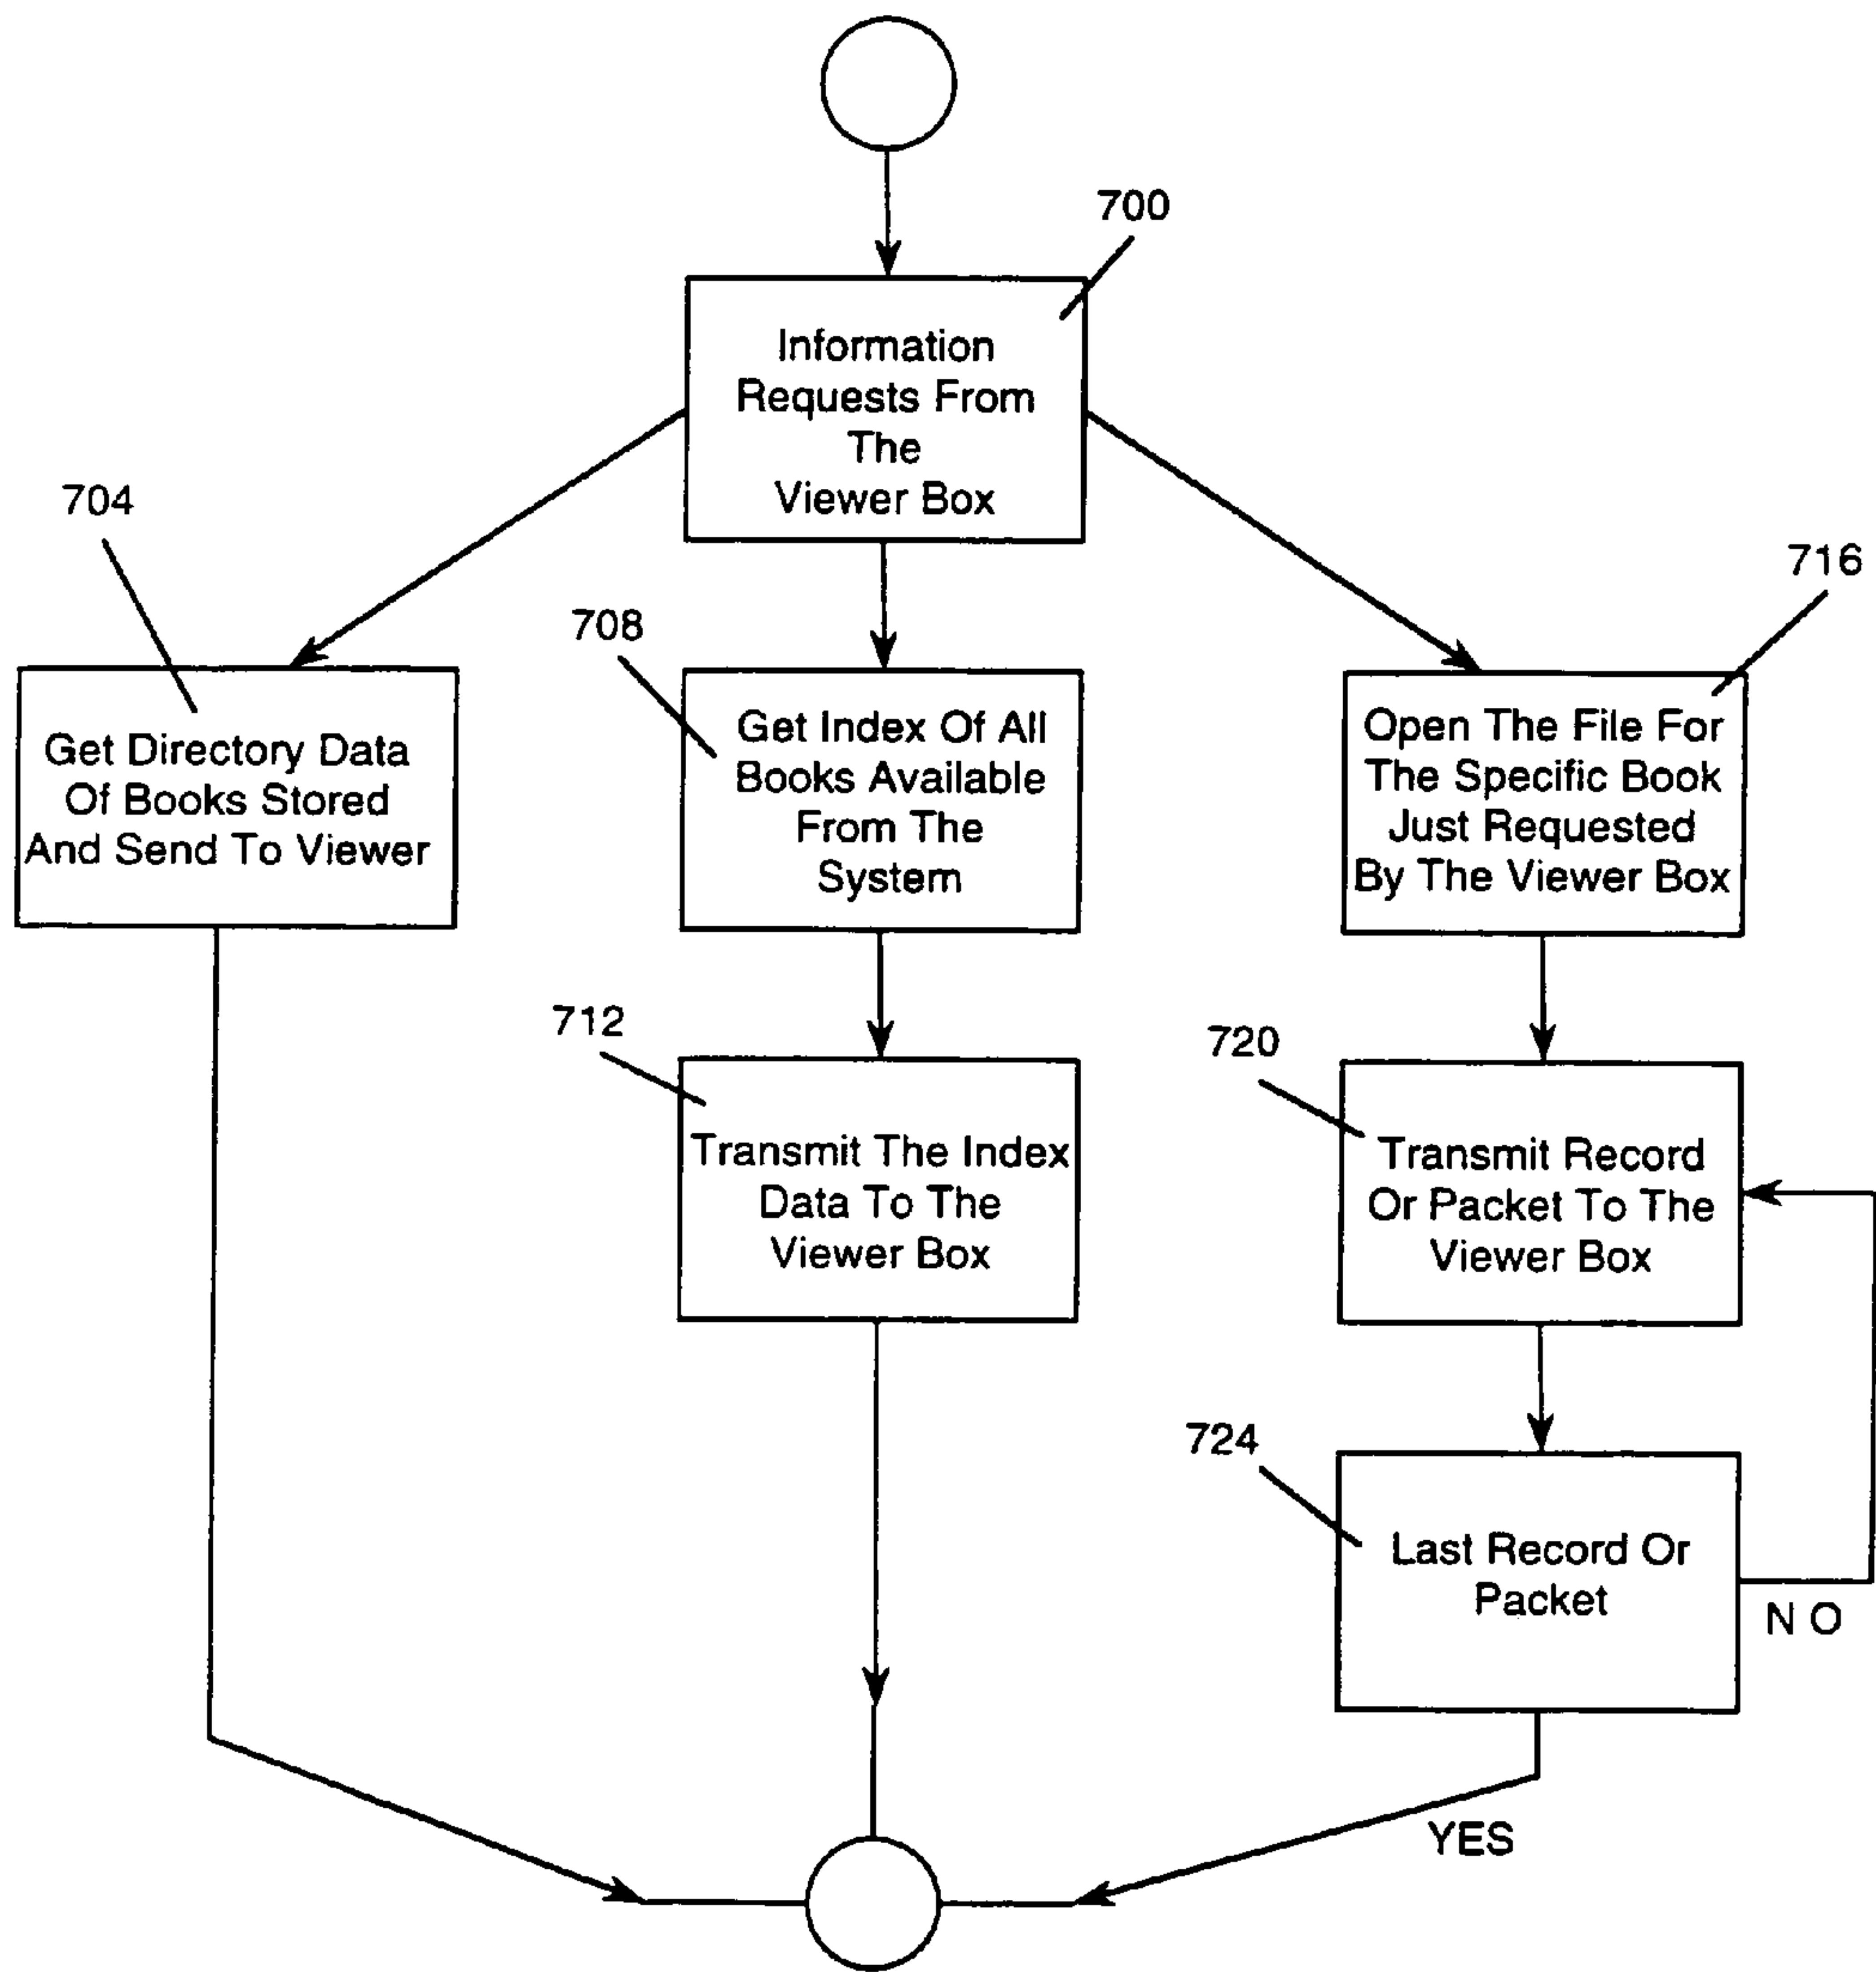 700
Information
Requests From
The
Viewer Box
704
Get Directory Data
Of Books Stored
And Send To Viewer
708
Get Index Of All
Books Available
From The
System
716
Open The File For
The Specific Book
Just Requested
By The Viewer Box
712
Transmit The Index
Data To The
Viewer Box
720
Transmit Record
Or Packet To The
Viewer Box
724
Last Record Or
Packet
N O
YES